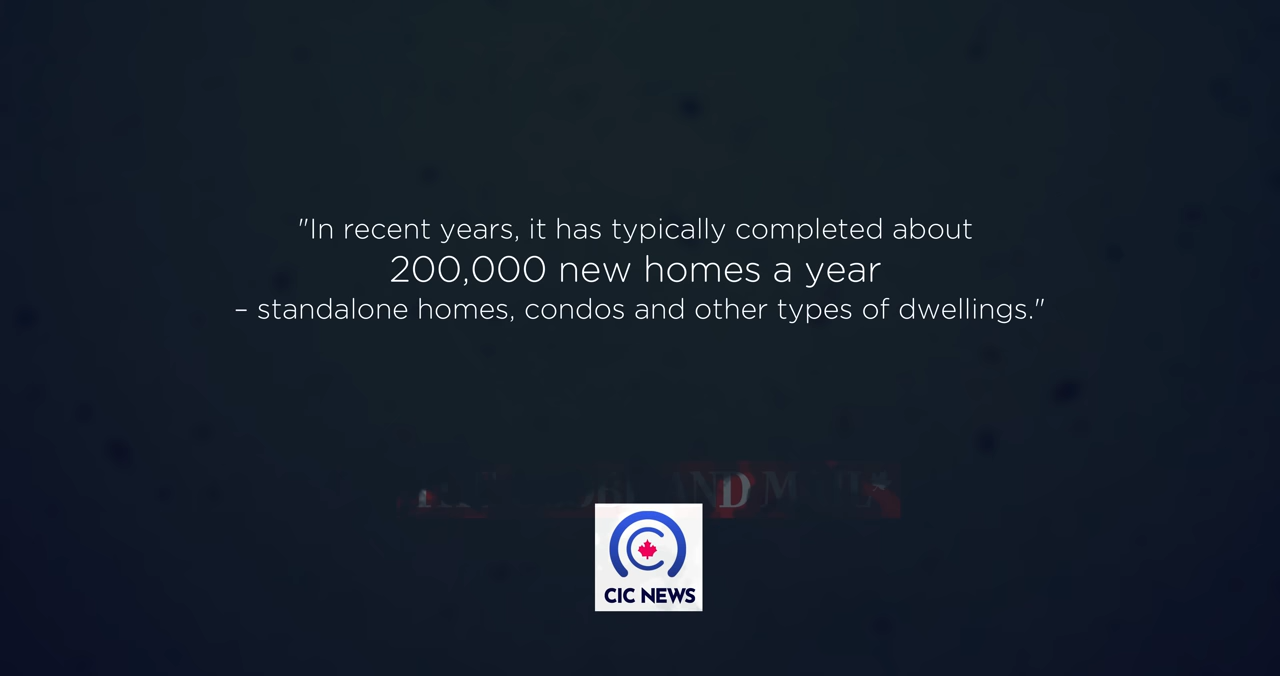 "In recent years, it has typically completed about
200,000 new homes a year
– standalone homes, condos and other types of dwellings."
CIC NEWS